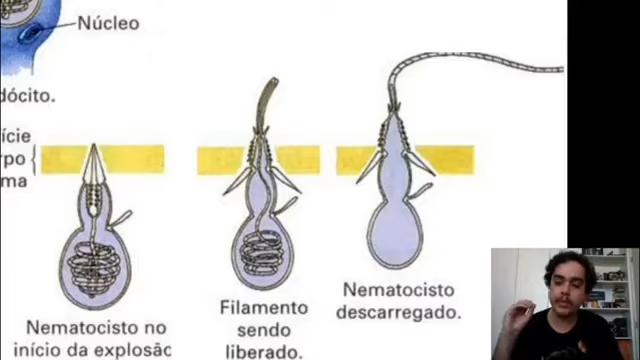 Núcleo
dócito.
ície
rpo
ma
Nematocisto no
início da explosão
Filamento
sendo
liberado.
Nematocisto
descarregado.